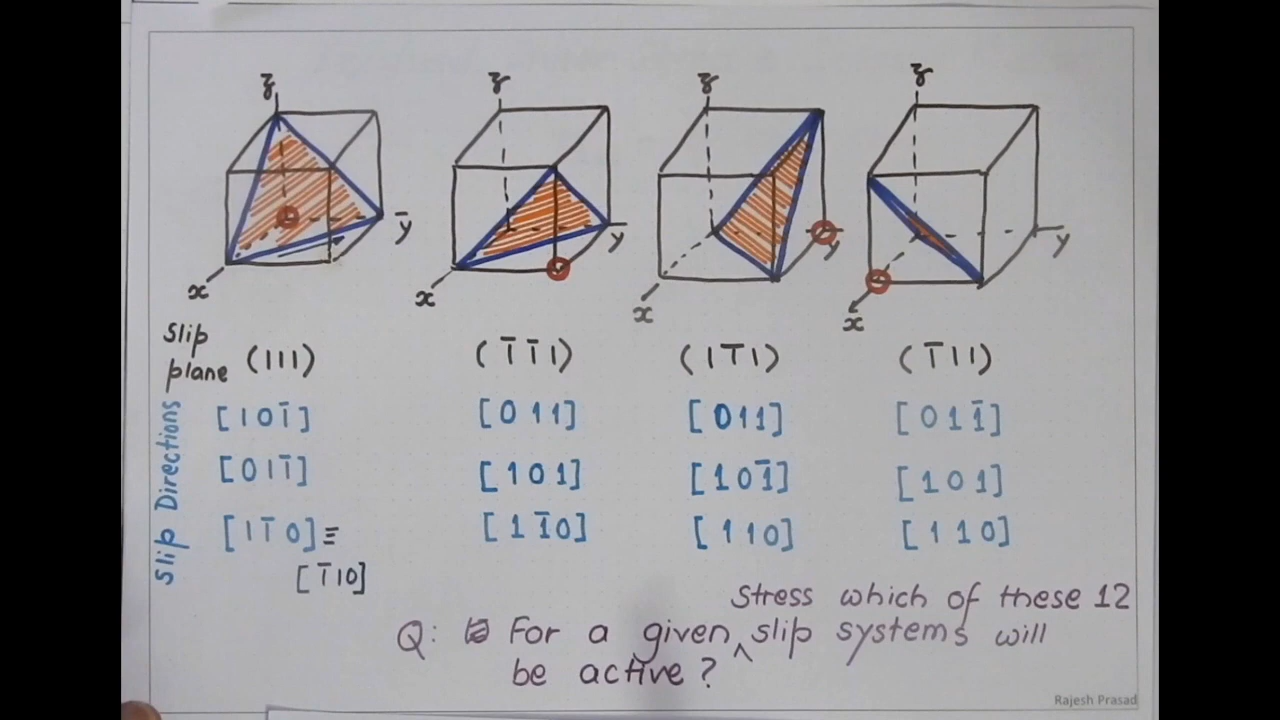 z z z z
y y y y
x x x x
Slip plane (111) (1̄1̄1) (11̄1) (1̄11)
Slip Directions
[101̄] [011] [011] [011̄]
[011̄] [101] [101̄] [101]
[11̄0] ≡ [11̄0] [110] [110]
[1̄10]
stress which of these 12
Q: For a given ^ slip systems will
be active?
Rajesh Prasad